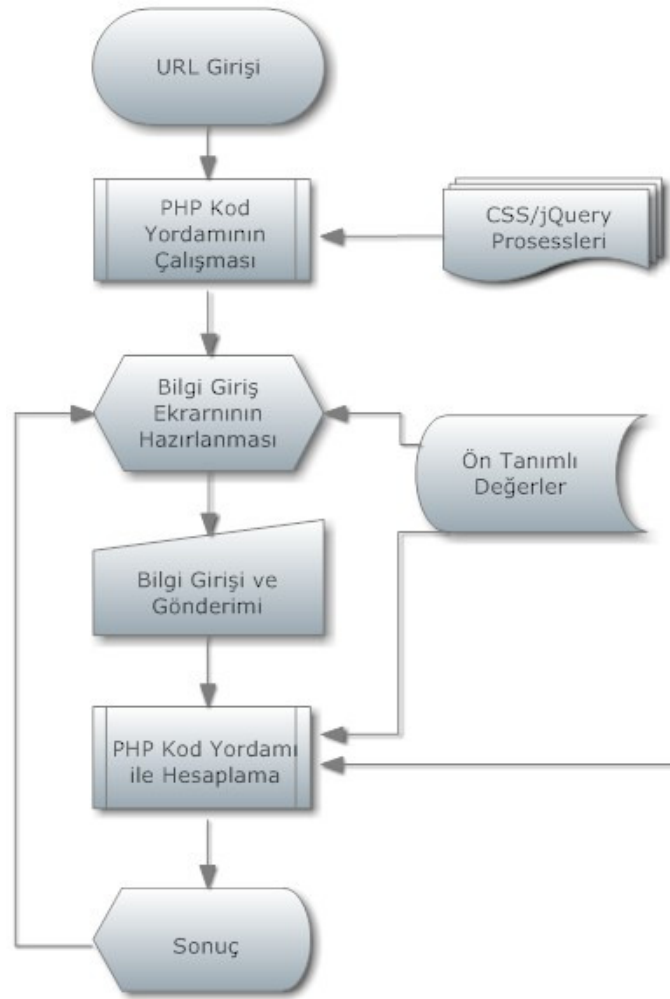 URL Girişi
PHP Kod
Yordamının
Çalışması
CSS/jQuery
Prosessleri
Bilgi Giriş
Ekrarnının
Hazırlanması
Ön Tanımlı
Değerler
Bilgi Girişi ve
Gönderimi
PHP Kod Yordamı
ile Hesaplama
Sonuç